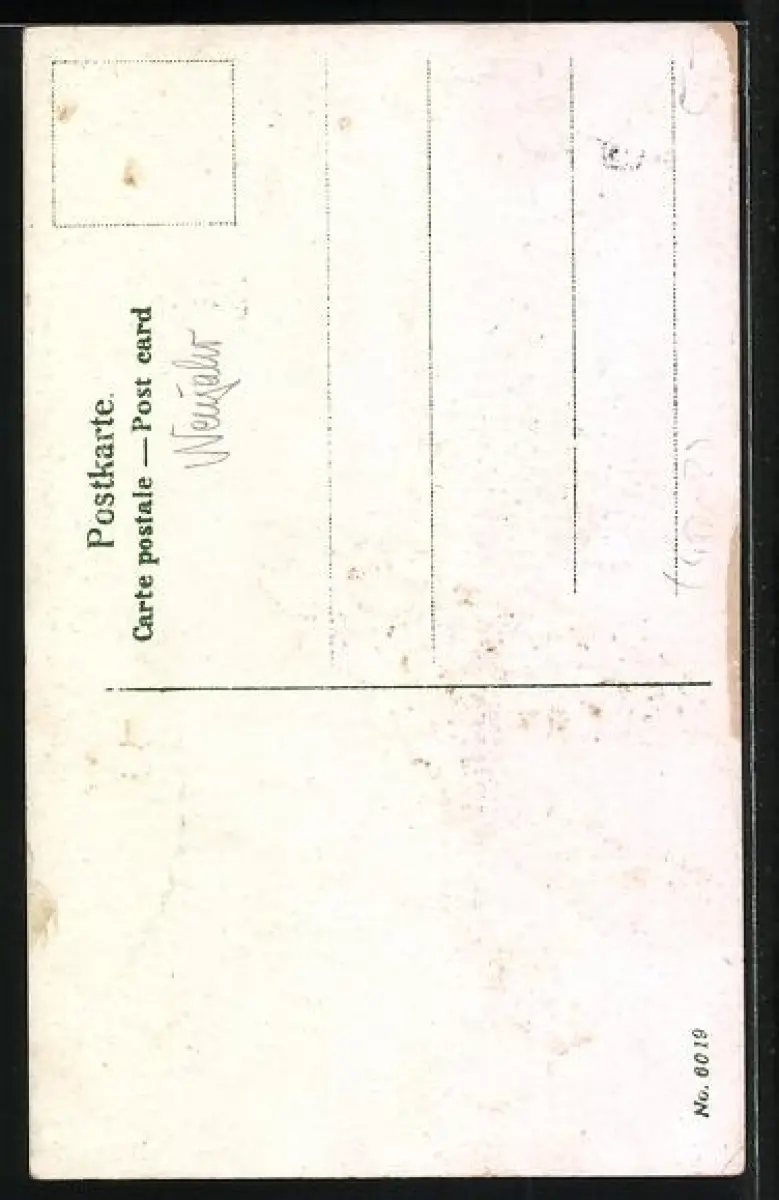 Postkarte.
Carte postale — Post card
Neujahr
No. 6019